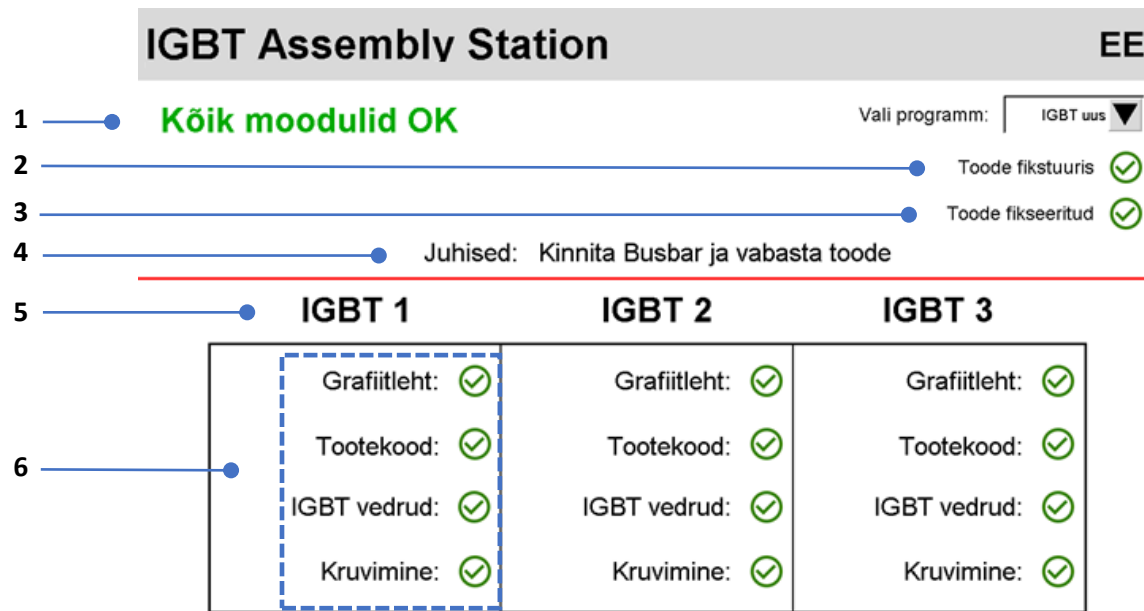 IGBT Assembly Station EE
1 Kõik moodulid OK Vali programm: IGBT uus
2 Toode fikstuuris
3 Toode fikseeritud
4 Juhised: Kinnita Busbar ja vabasta toode
5 IGBT 1 IGBT 2 IGBT 3
Grafiitleht: Grafiitleht: Grafiitleht:
Tootekood: Tootekood: Tootekood:
6
IGBT vedrud: IGBT vedrud: IGBT vedrud:
Kruvimine: Kruvimine: Kruvimine: